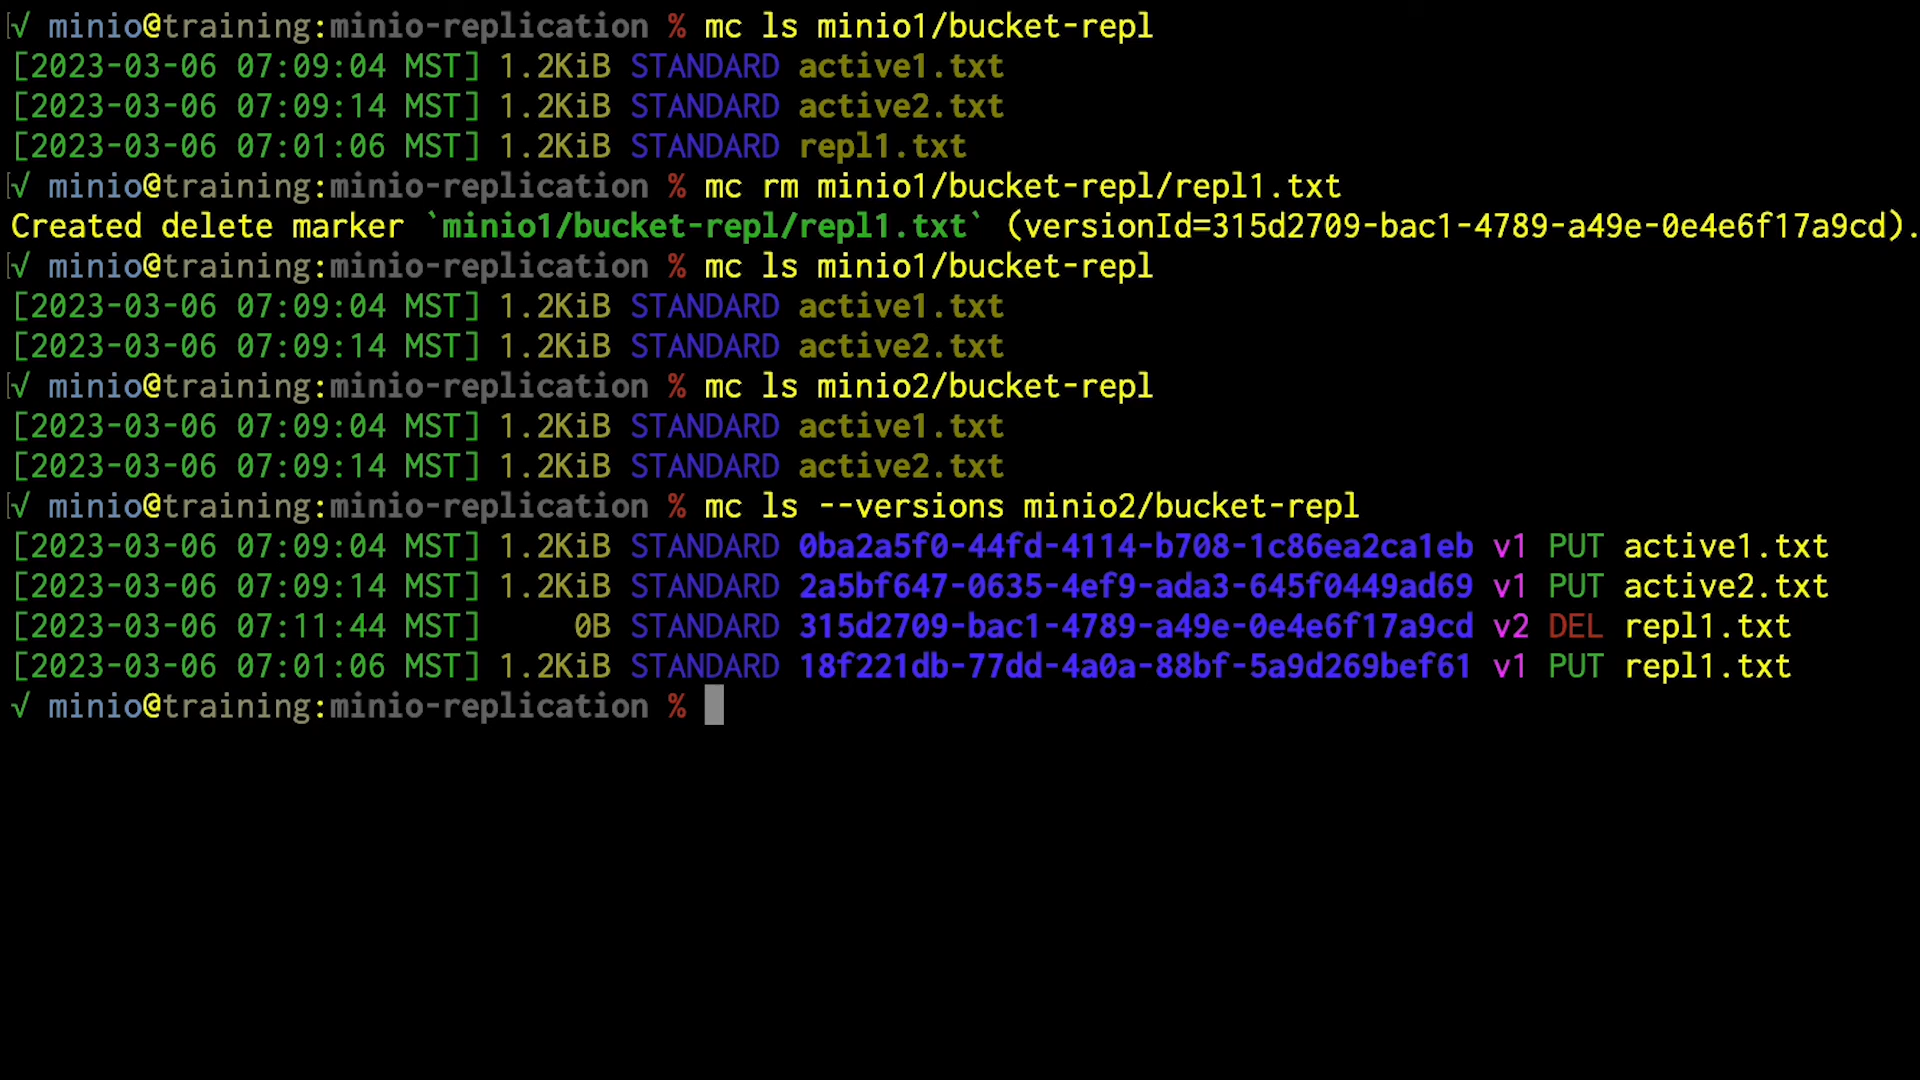 √ minio@training:minio-replication % mc ls minio1/bucket-repl
[2023-03-06 07:09:04 MST] 1.2KiB STANDARD active1.txt
[2023-03-06 07:09:14 MST] 1.2KiB STANDARD active2.txt
[2023-03-06 07:01:06 MST] 1.2KiB STANDARD repl1.txt
√ minio@training:minio-replication % mc rm minio1/bucket-repl/repl1.txt
Created delete marker `minio1/bucket-repl/repl1.txt` (versionId=315d2709-bac1-4789-a49e-0e4e6f17a9cd).
√ minio@training:minio-replication % mc ls minio1/bucket-repl
[2023-03-06 07:09:04 MST] 1.2KiB STANDARD active1.txt
[2023-03-06 07:09:14 MST] 1.2KiB STANDARD active2.txt
√ minio@training:minio-replication % mc ls minio2/bucket-repl
[2023-03-06 07:09:04 MST] 1.2KiB STANDARD active1.txt
[2023-03-06 07:09:14 MST] 1.2KiB STANDARD active2.txt
√ minio@training:minio-replication % mc ls --versions minio2/bucket-repl
[2023-03-06 07:09:04 MST] 1.2KiB STANDARD 0ba2a5f0-44fd-4114-b708-1c86ea2ca1eb v1 PUT active1.txt
[2023-03-06 07:09:14 MST] 1.2KiB STANDARD 2a5bf647-0635-4ef9-ada3-645f0449ad69 v1 PUT active2.txt
[2023-03-06 07:11:44 MST]     0B STANDARD 315d2709-bac1-4789-a49e-0e4e6f17a9cd v2 DEL repl1.txt
[2023-03-06 07:01:06 MST] 1.2KiB STANDARD 18f221db-77dd-4a0a-88bf-5a9d269bef61 v1 PUT repl1.txt
√ minio@training:minio-replication %